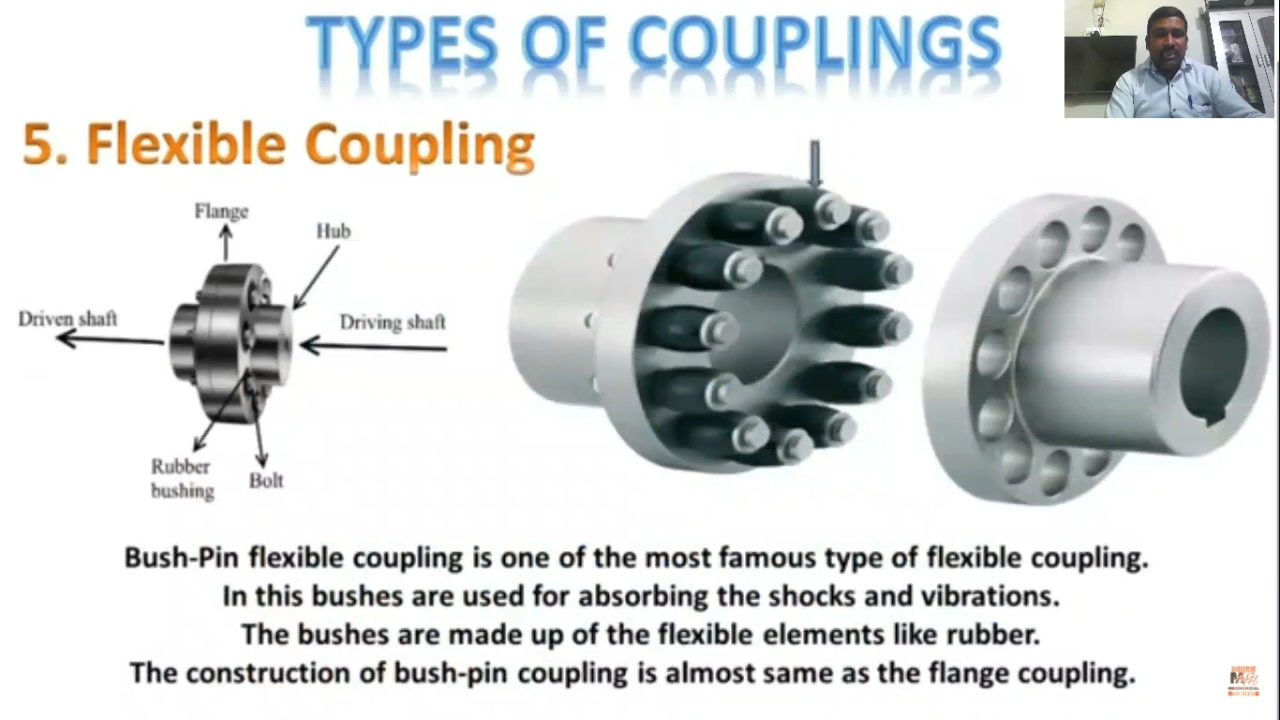 TYPES OF COUPLINGS
5. Flexible Coupling
Flange
Hub
Driven shaft
Driving shaft
Rubber
bushing
Bolt
Bush-Pin flexible coupling is one of the most famous type of flexible coupling.
In this bushes are used for absorbing the shocks and vibrations.
The bushes are made up of the flexible elements like rubber.
The construction of bush-pin coupling is almost same as the flange coupling.